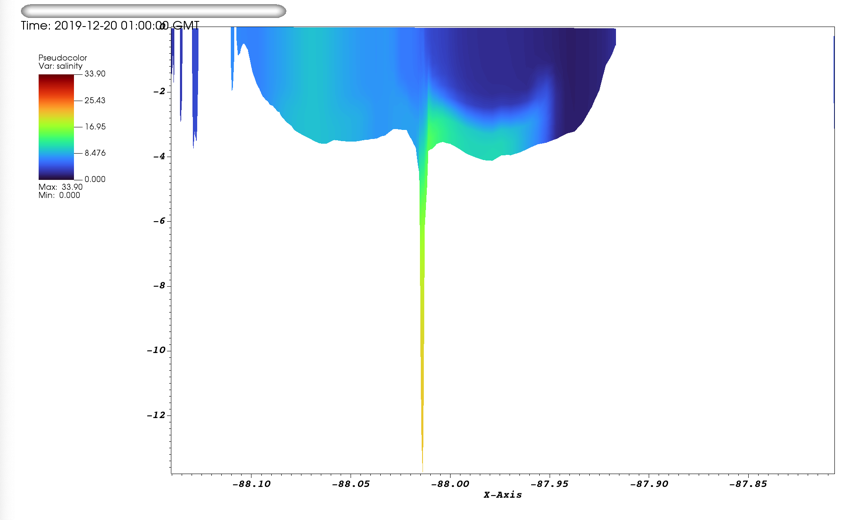 Time: 2019-12-20 01:00:00 GMT
Pseudocolor
Var: salinity
33.90
25.43
16.95
8.476
0.000
Max: 33.90
Min: 0.000
0
-2
-4
-6
-8
-10
-12
-88.10 -88.05 -88.00 -87.95 -87.90 -87.85
X-Axis